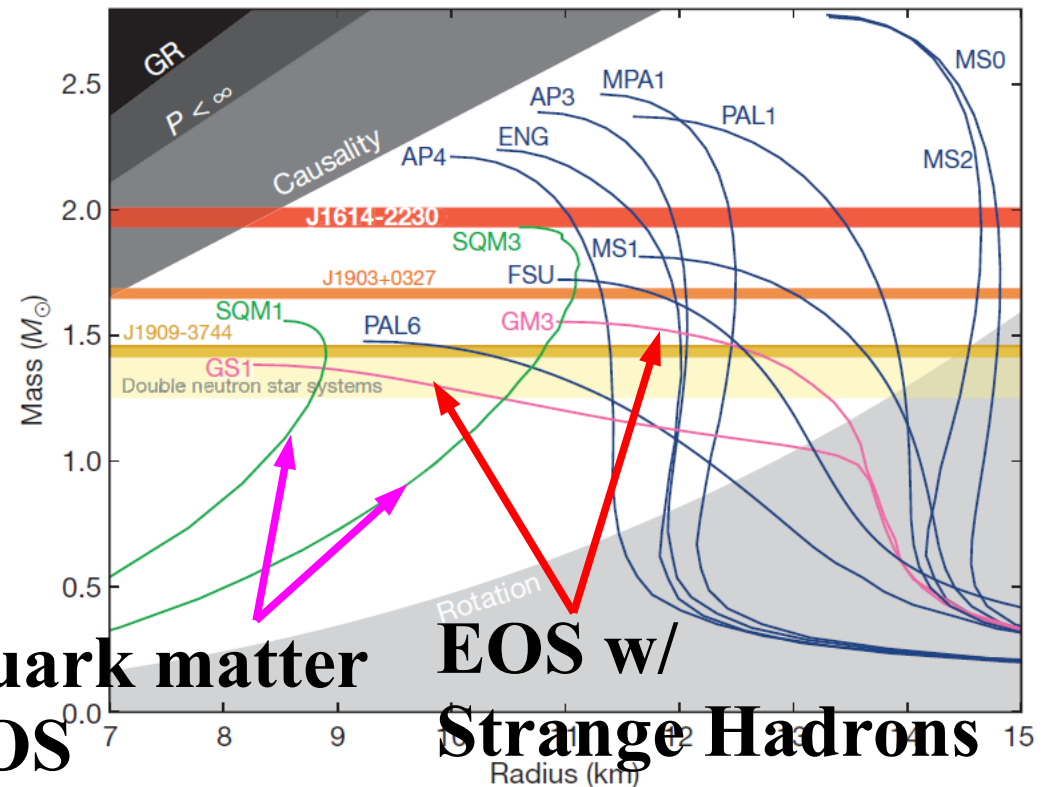 GR
P < ∞
Causality
AP4
ENG
AP3
MPA1
PAL1
MS0
MS2
J1614-2230
SQM3
MS1
FSU
J1903+0327
SQM1
J1909-3744
PAL6
GM3
GS1
Double neutron star systems
Rotation
Mass (M☉)
2.5
2.0
1.5
1.0
0.5
0.0
7 8 9 10 11 12 13 14 15
Radius (km)
uark matter
OS
EOS w/
Strange Hadrons